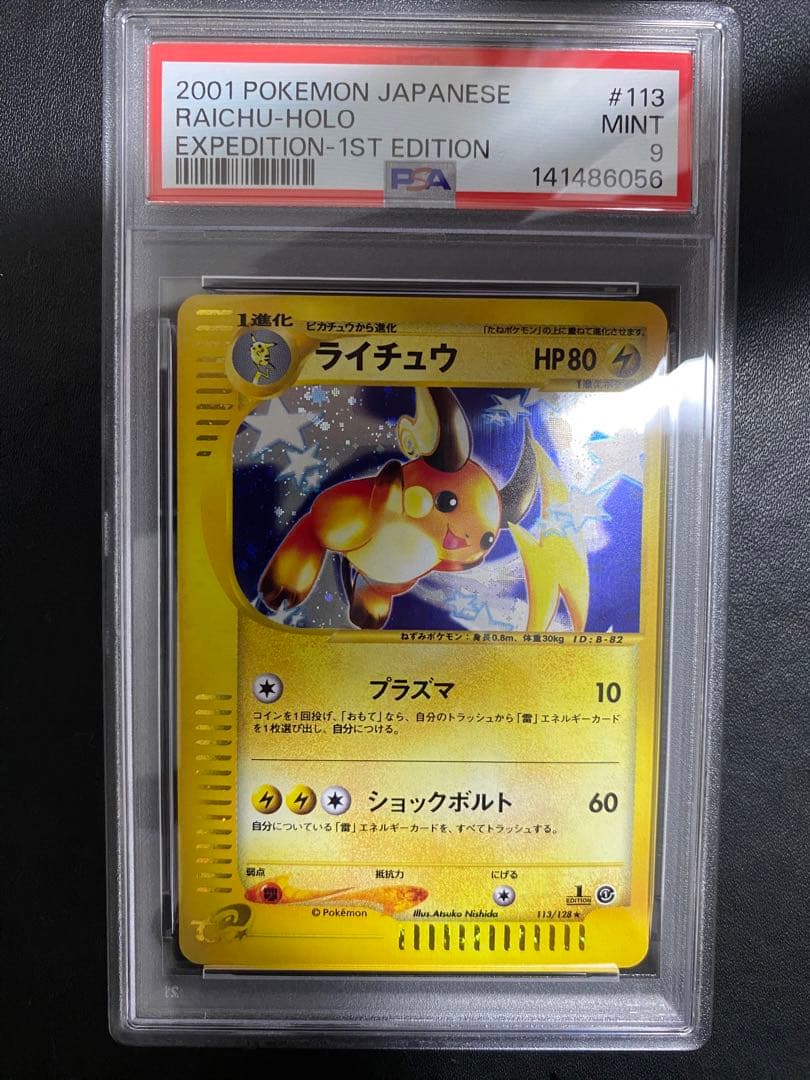 2001 POKEMON JAPANESE #113
RAICHU-HOLO MINT
EXPEDITION-1ST EDITION 9
PSA 141486056
1進化 ピカチュウから進化 「たねポケモン」の上に重ねて進化させます。
ライチュウ HP80
ねずみポケモン:身長0.8m、体重30kg ID:B-82
プラズマ 10
コインを1回投げ、「おもて」なら、自分のトラッシュから「雷」エネルギーカード
を1枚選び出し、自分につける。
ショックボルト 60
自分についている「雷」エネルギーカードを、すべてトラッシュする。
弱点 抵抗力 にげる
1
EDITION
©Pokémon Illus. Atsuko Nishida 113/128★